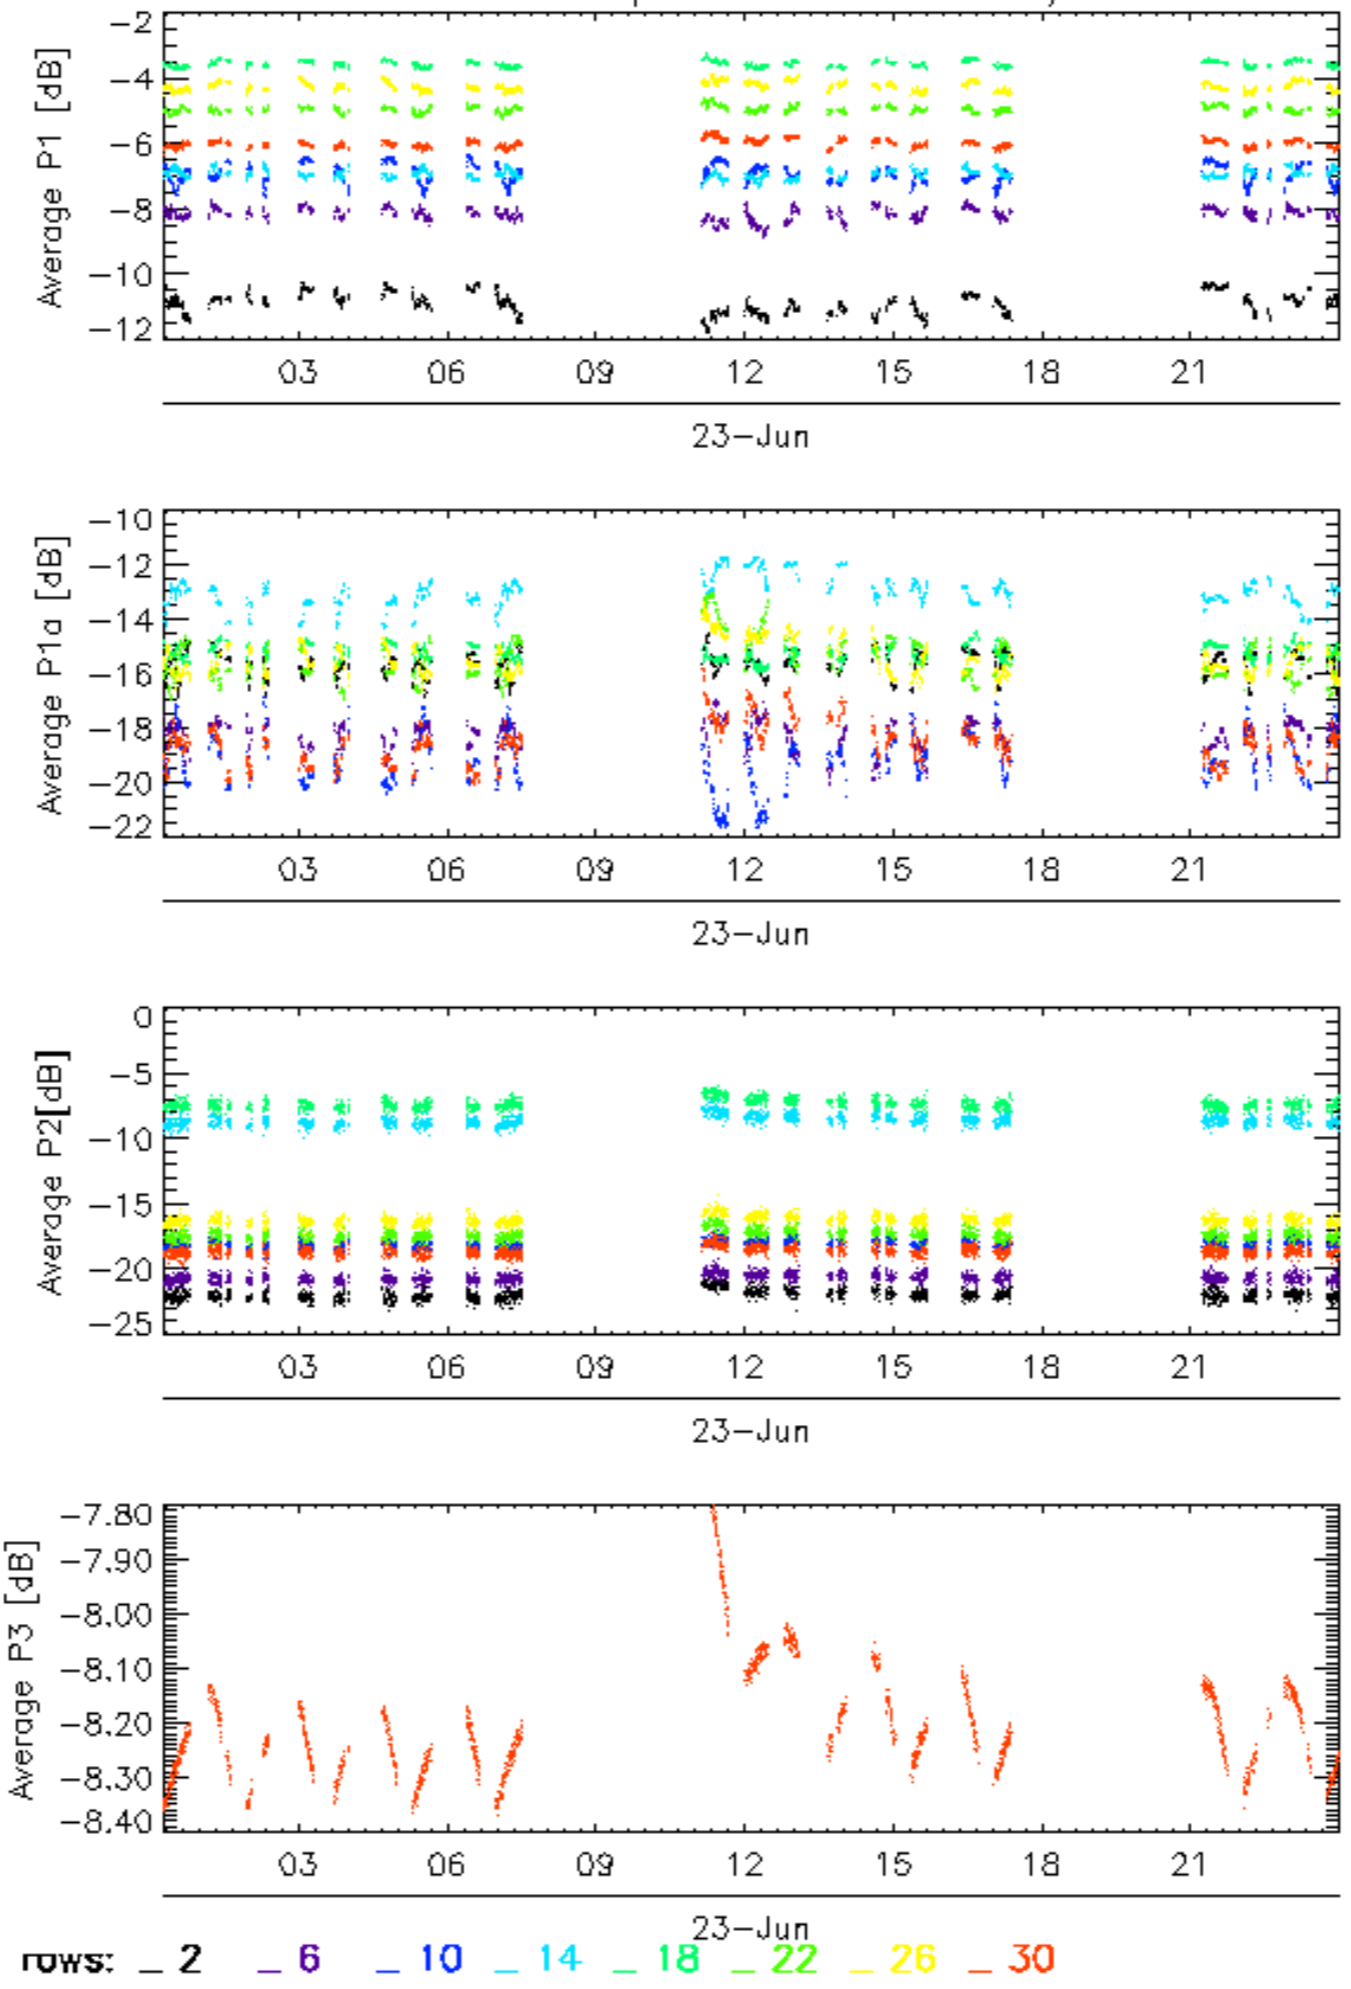 Average P1 [dB]
−2
−4
−6
−8
−10
−12
03 06 09 12 15 18 21
23−Jun
Average P1a [dB]
−10
−12
−14
−16
−18
−20
−22
03 06 09 12 15 18 21
23−Jun
Average P2[dB]
0
−5
−10
−15
−20
−25
03 06 09 12 15 18 21
23−Jun
Average P3 [dB]
−7.80
−7.90
−8.00
−8.10
−8.20
−8.30
−8.40
03 06 09 12 15 18 21
23−Jun
rows: _ 2 _ 6 _ 10 _ 14 _ 18 _ 22 _ 26 _ 30